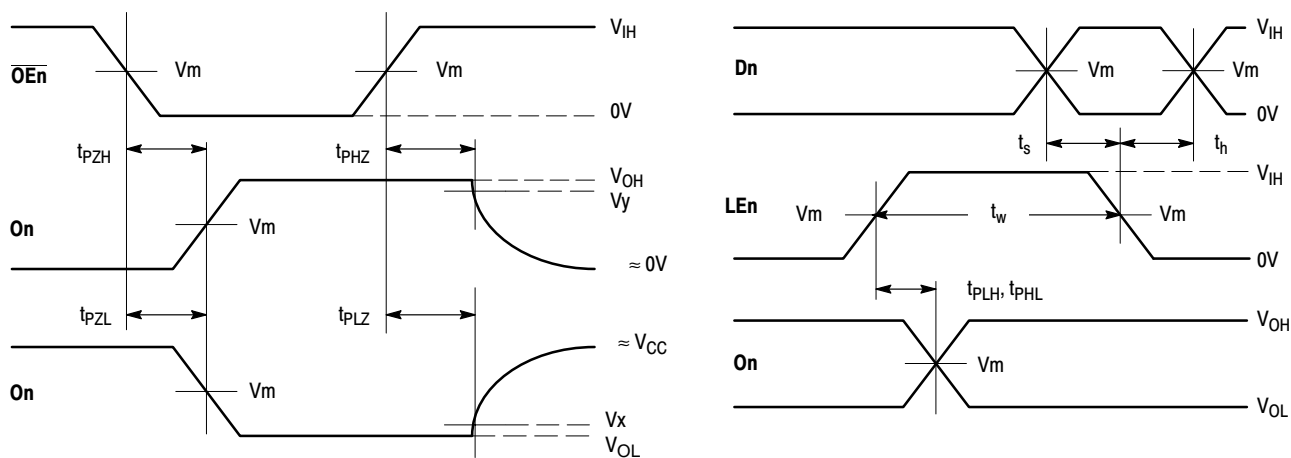 V_IH
OEn Vm Vm
0V
t_PZH t_PHZ
V_OH
Vy
On Vm
≈ 0V
t_PZL t_PLZ
≈ V_CC
On Vm
Vx
V_OL
V_IH
Dn Vm Vm
0V
t_s t_h
V_IH
LEn Vm t_w Vm
0V
t_PLH, t_PHL
V_OH
On Vm
V_OL